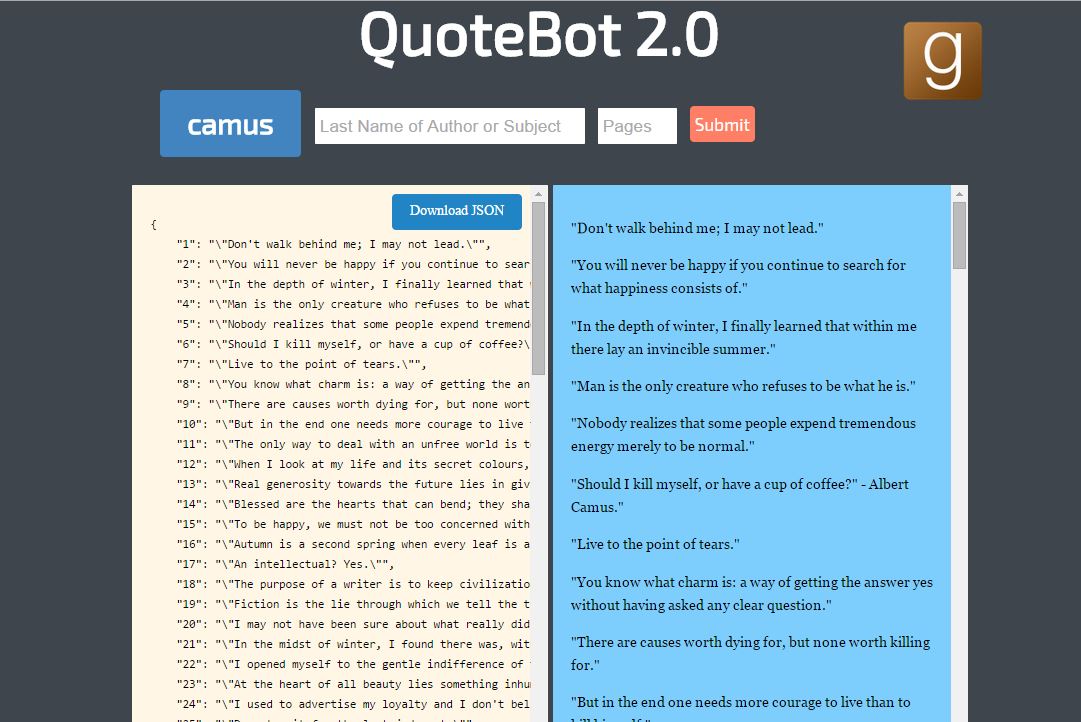 QuoteBot 2.0
g
camus
Last Name of Author or Subject
Pages
Submit
Download JSON
{
"1": "\"Don't walk behind me; I may not lead.\"",
"2": "\"You will never be happy if you continue to sear
"3": "\"In the depth of winter, I finally learned that
"4": "\"Man is the only creature who refuses to be what
"5": "\"Nobody realizes that some people expend tremend
"6": "\"Should I kill myself, or have a cup of coffee?\
"7": "\"Live to the point of tears.\"",
"8": "\"You know what charm is: a way of getting the an
"9": "\"There are causes worth dying for, but none wort
"10": "\"But in the end one needs more courage to live
"11": "\"The only way to deal with an unfree world is t
"12": "\"When I look at my life and its secret colours,
"13": "\"Real generosity towards the future lies in giv
"14": "\"Blessed are the hearts that can bend; they sha
"15": "\"To be happy, we must not be too concerned with
"16": "\"Autumn is a second spring when every leaf is a
"17": "\"An intellectual? Yes.\"",
"18": "\"The purpose of a writer is to keep civilizatio
"19": "\"Fiction is the lie through which we tell the t
"20": "\"I may not have been sure about what really did
"21": "\"In the midst of winter, I found there was, wit
"22": "\"I opened myself to the gentle indifference of
"23": "\"At the heart of all beauty lies something inhu
"24": "\"I used to advertise my loyalty and I don't bel
"Don't walk behind me; I may not lead."
"You will never be happy if you continue to search for
what happiness consists of."
"In the depth of winter, I finally learned that within me
there lay an invincible summer."
"Man is the only creature who refuses to be what he is."
"Nobody realizes that some people expend tremendous
energy merely to be normal."
"Should I kill myself, or have a cup of coffee?" - Albert
Camus."
"Live to the point of tears."
"You know what charm is: a way of getting the answer yes
without having asked any clear question."
"There are causes worth dying for, but none worth killing
for."
"But in the end one needs more courage to live than to